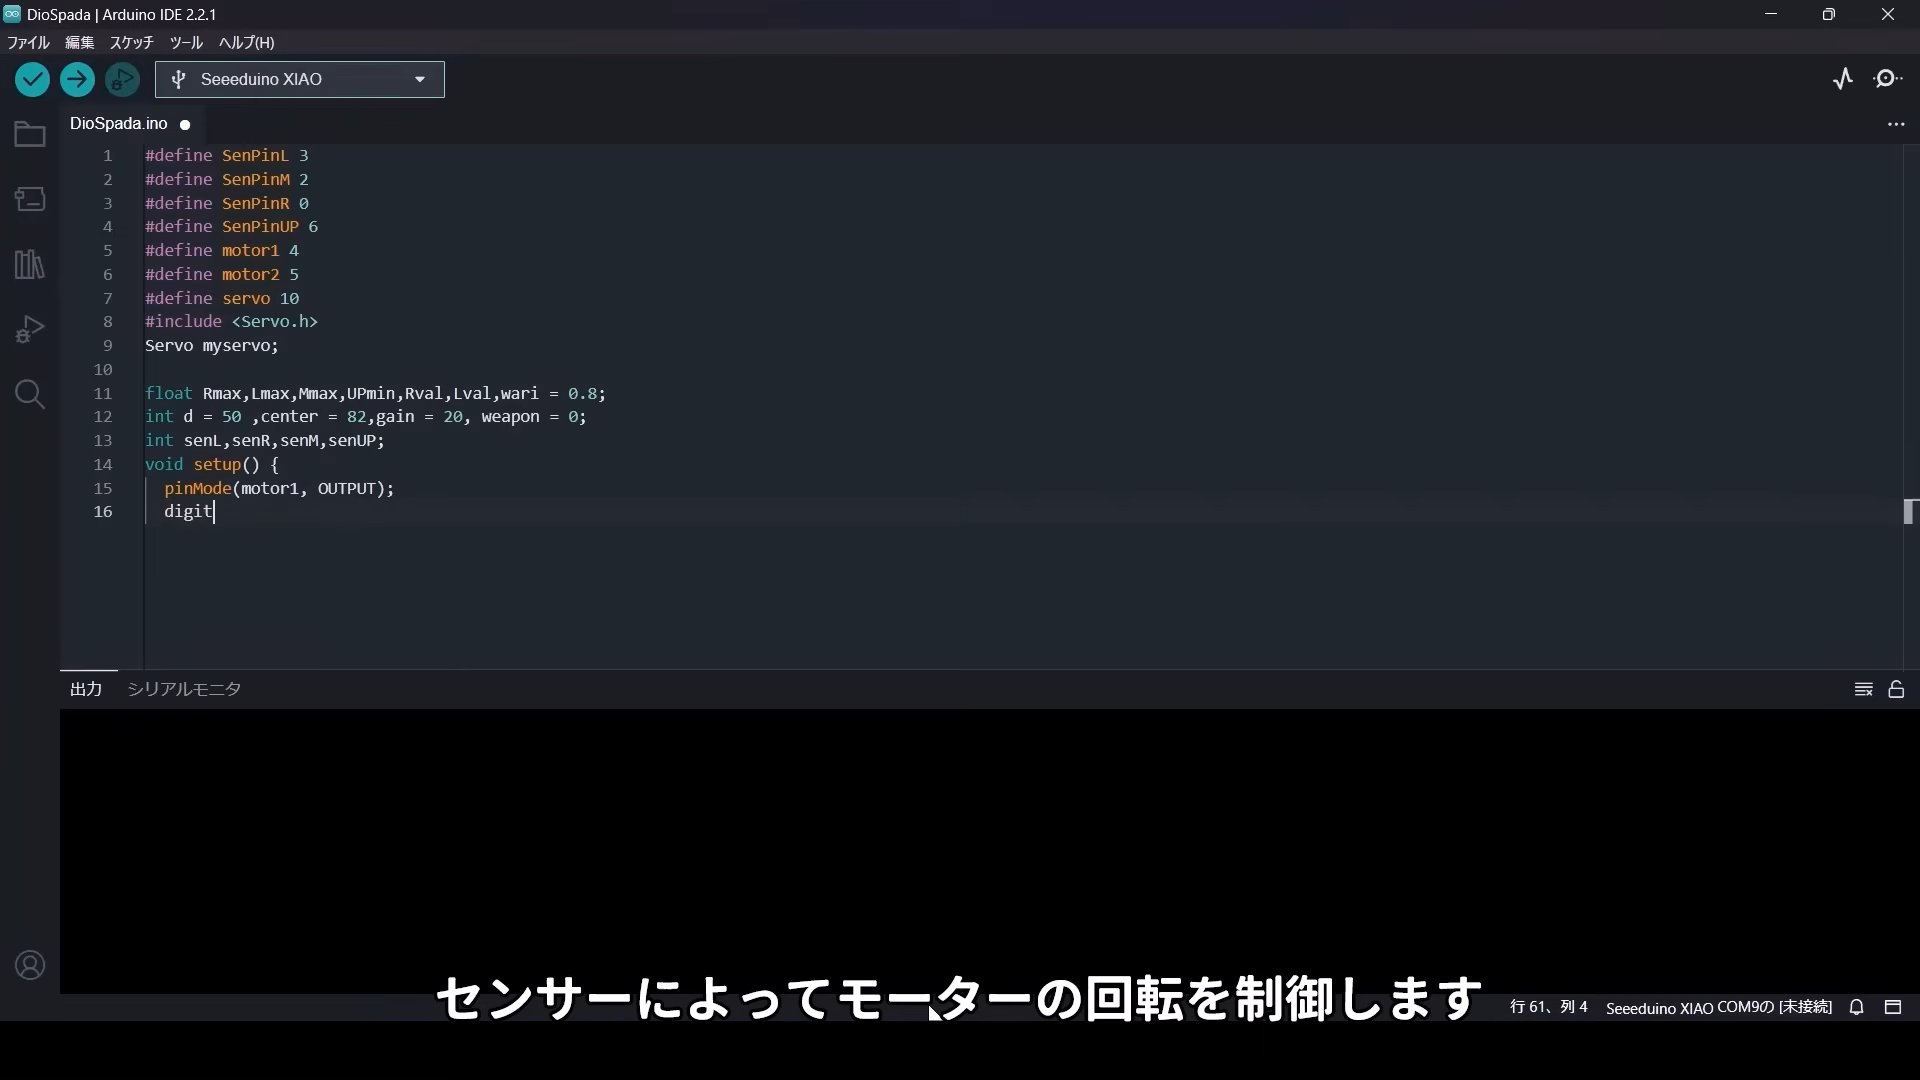 DioSpada | Arduino IDE 2.2.1
ファイル 編集 スケッチ ツール ヘルプ(H)
Seeeduino XIAO
DioSpada.ino
1 #define SenPinL 3
2 #define SenPinM 2
3 #define SenPinR 0
4 #define SenPinUP 6
5 #define motor1 4
6 #define motor2 5
7 #define servo 10
8 #include <Servo.h>
9 Servo myservo;
10
11 float Rmax,Lmax,Mmax,UPmin,Rval,Lval,wari = 0.8;
12 int d = 50 ,center = 82,gain = 20, weapon = 0;
13 int senL,senR,senM,senUP;
14 void setup() {
15 pinMode(motor1, OUTPUT);
16 digit
出力 シリアルモニタ
センサーによってモーターの回転を制御します
行 61、列 4 Seeeduino XIAO COM9の [未接続]